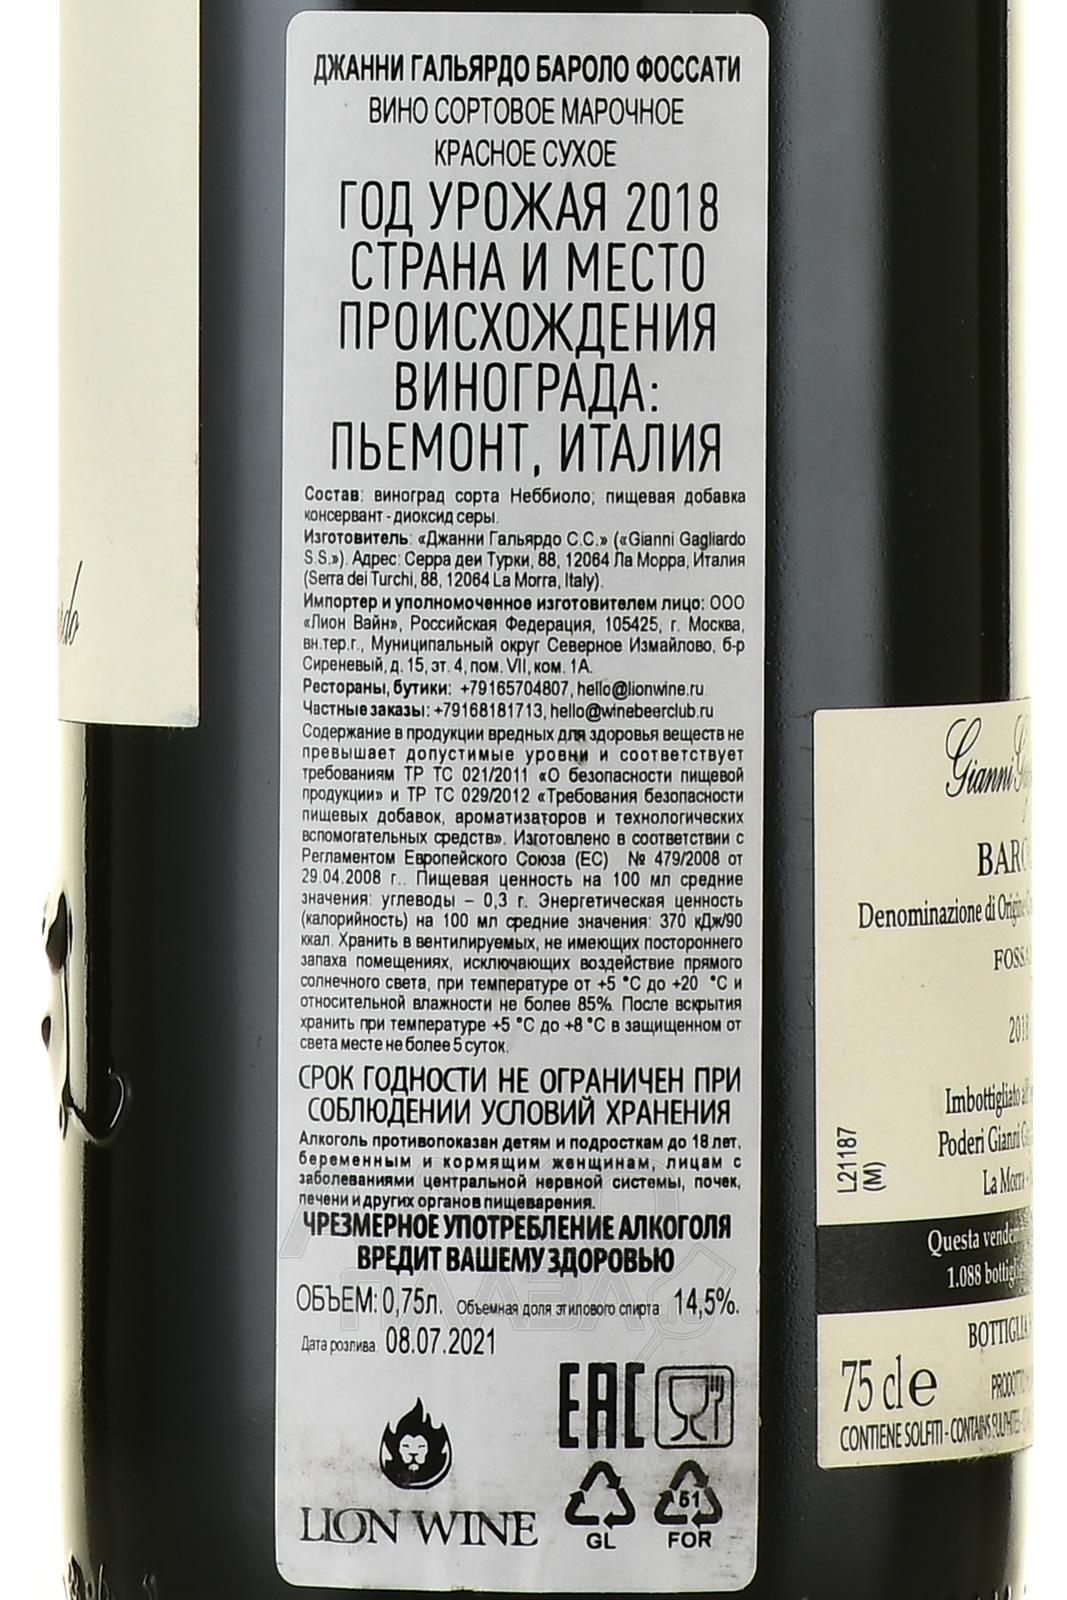 ДЖАННИ ГАЛЬЯРДО БАРОЛО ФОССАТИ
ВИНО СОРТОВОЕ МАРОЧНОЕ
КРАСНОЕ СУХОЕ
ГОД УРОЖАЯ 2018
СТРАНА И МЕСТО
ПРОИСХОЖДЕНИЯ
ВИНОГРАДА:
ПЬЕМОНТ, ИТАЛИЯ
Состав: виноград сорта Неббиоло; пищевая добавка
консервант - диоксид серы.
Изготовитель: «Джанни Гальярдо С.С.» («Gianni Gagliardo
S.S.»). Адрес: Серра деи Турки, 88, 12064 Ла Морра, Италия
(Serra dei Turchi, 88, 12064 La Morra, Italy).
Импортер и уполномоченное изготовителем лицо: ООО
«Лион Вайн», Российская Федерация, 105425, г. Москва,
вн.тер.г., Муниципальный округ Северное Измайлово, б-р
Сиреневый, д. 15, эт. 4, пом. VII, ком. 1А.
Рестораны, бутики: +79165704807, hello@lionwine.ru
Частные заказы: +79168181713, hello@winebeerclub.ru
Содержание в продукции вредных для здоровья веществ не
превышает допустимые уровни и соответствует
требованиям ТР ТС 021/2011 «О безопасности пищевой
продукции» и ТР ТС 029/2012 «Требования безопасности
пищевых добавок, ароматизаторов и технологических
вспомогательных средств». Изготовлено в соответствии с
Регламентом Европейского Союза (ЕС) № 479/2008 от
29.04.2008 г.. Пищевая ценность на 100 мл средние
значения: углеводы – 0,3 г. Энергетическая ценность
(калорийность) на 100 мл средние значения: 370 кДж/90
ккал. Хранить в вентилируемых, не имеющих постороннего
запаха помещениях, исключающих воздействие прямого
солнечного света, при температуре от +5 °С до +20 °С и
относительной влажности не более 85%. После вскрытия
хранить при температуре +5 °С до +8 °С в защищенном от
света месте не более 5 суток.
СРОК ГОДНОСТИ НЕ ОГРАНИЧЕН ПРИ
СОБЛЮДЕНИИ УСЛОВИЙ ХРАНЕНИЯ
Алкоголь противопоказан детям и подросткам до 18 лет,
беременным и кормящим женщинам, лицам с
заболеваниями центральной нервной системы, почек,
печени и других органов пищеварения.
ЧРЕЗМЕРНОЕ УПОТРЕБЛЕНИЕ АЛКОГОЛЯ
ВРЕДИТ ВАШЕМУ ЗДОРОВЬЮ
ОБЪЕМ: 0,75л. Объемная доля этилового спирта 14,5%.
Дата розлива: 08.07.2021
EAC
LION WINE
GL
51
FOR
Gianni
Denominazione di
2018
Imbottigliato
Poderi Gianni
La Morra
L21187
(M)
Questa
1.088
75 cl e
CONTIENE SOLFITI - CONTAINS